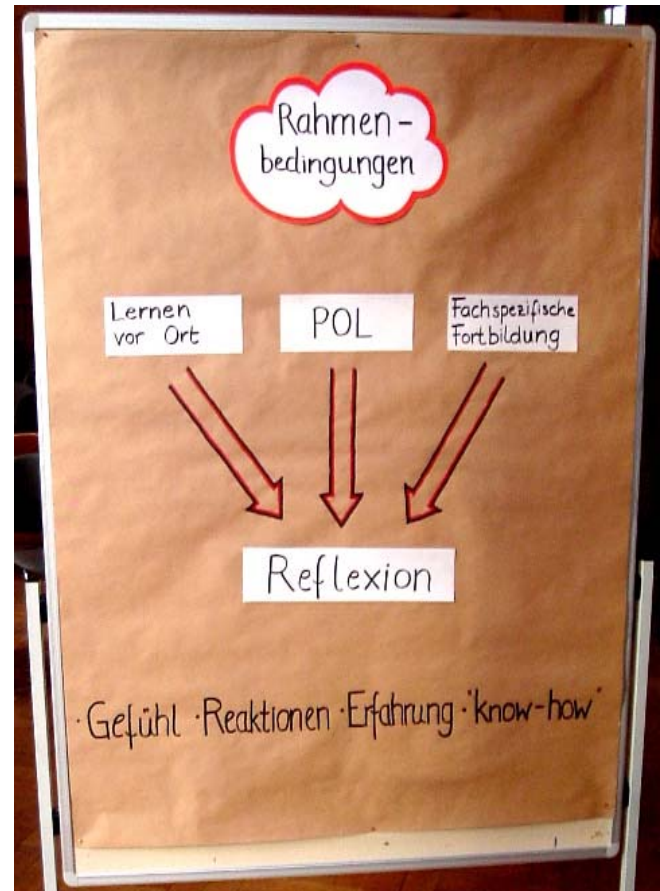 Rahmen-
bedingungen
Lernen
vor Ort
POL
Fachspezifische
Fortbildung
Reflexion
·Gefühl ·Reaktionen ·Erfahrung ·"know-how"